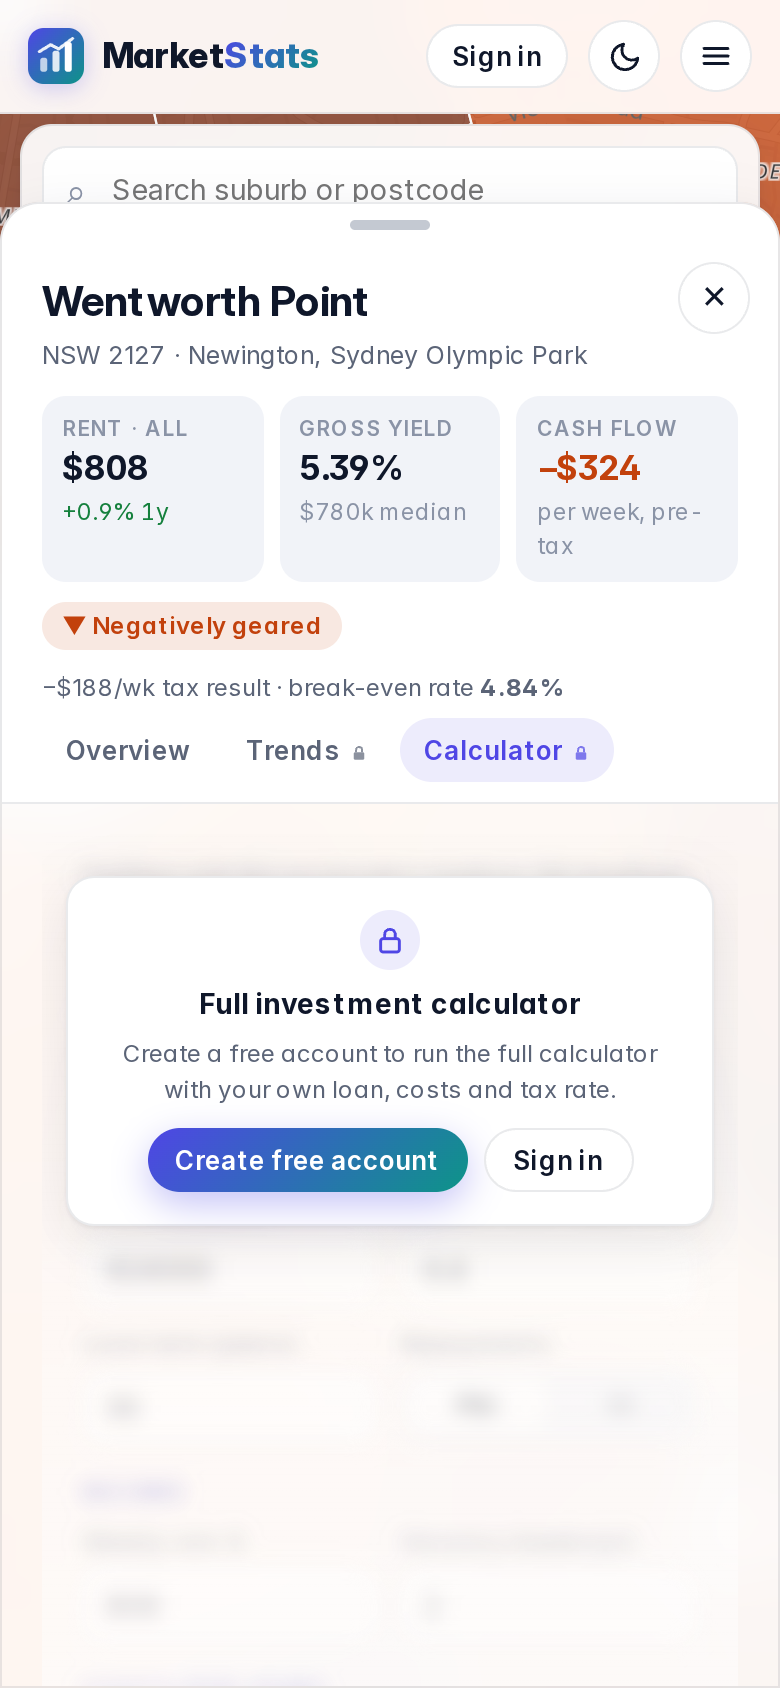 MarketStats
Sign in
Search suburb or postcode
Wentworth Point
NSW 2127 · Newington, Sydney Olympic Park
RENT · ALL
$808
+0.9% 1y
GROSS YIELD
5.39%
$780k median
CASH FLOW
−$324
per week, pre-
tax
▼ Negatively geared
−$188/wk tax result · break-even rate 4.84%
Overview
Trends
Calculator
Full investment calculator
Create a free account to run the full calculator
with your own loan, costs and tax rate.
Create free account
Sign in